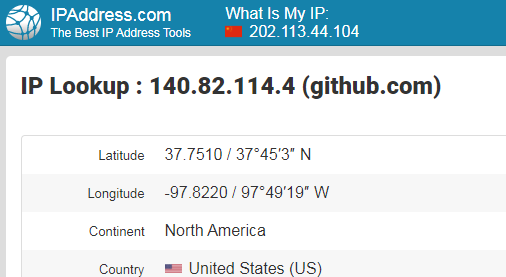 IPAddress.com
The Best IP Address Tools
What Is My IP:
202.113.44.104
IP Lookup : 140.82.114.4 (github.com)
Latitude 37.7510 / 37°45′3″ N
Longitude -97.8220 / 97°49′19″ W
Continent North America
Country United States (US)